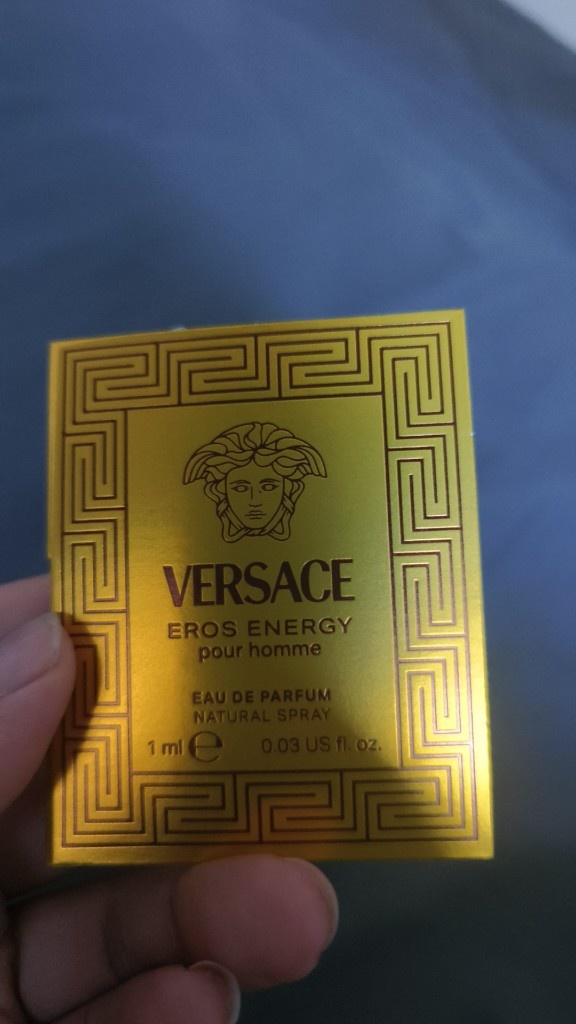 VERSACE
EROS ENERGY
pour homme
EAU DE PARFUM
NATURAL SPRAY
1 ml ℮ 0.03 US fl. oz.